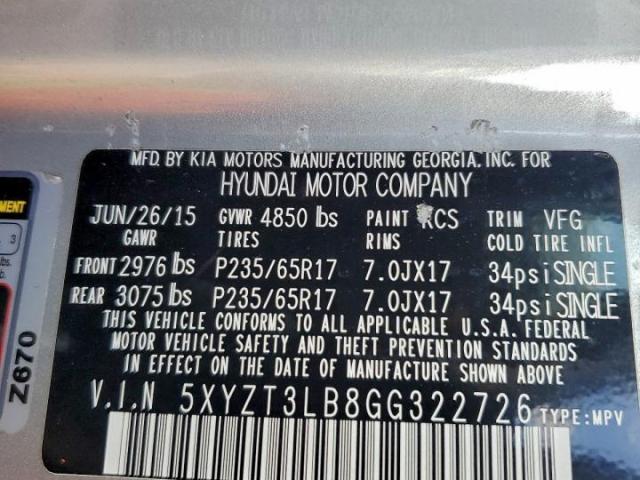 MFD. BY KIA MOTORS MANUFACTURING GEORGIA, INC. FOR
HYUNDAI MOTOR COMPANY
JUN/26/15 GVWR 4850 lbs PAINT KCS TRIM VFG
GAWR TIRES RIMS COLD TIRE INFL
FRONT 2976 lbs P235/65R17 7.0JX17 34psi SINGLE
REAR 3075 lbs P235/65R17 7.0JX17 34psi SINGLE
THIS VEHICLE CONFORMS TO ALL APPLICABLE U.S.A. FEDERAL
MOTOR VEHICLE SAFETY AND THEFT PREVENTION STANDARDS
IN EFFECT ON THE DATE OF MANUFACTURE SHOWN ABOVE.
V.I.N 5XYZT3LB8GG322726 TYPE: MPV
Z670
3
lbs.